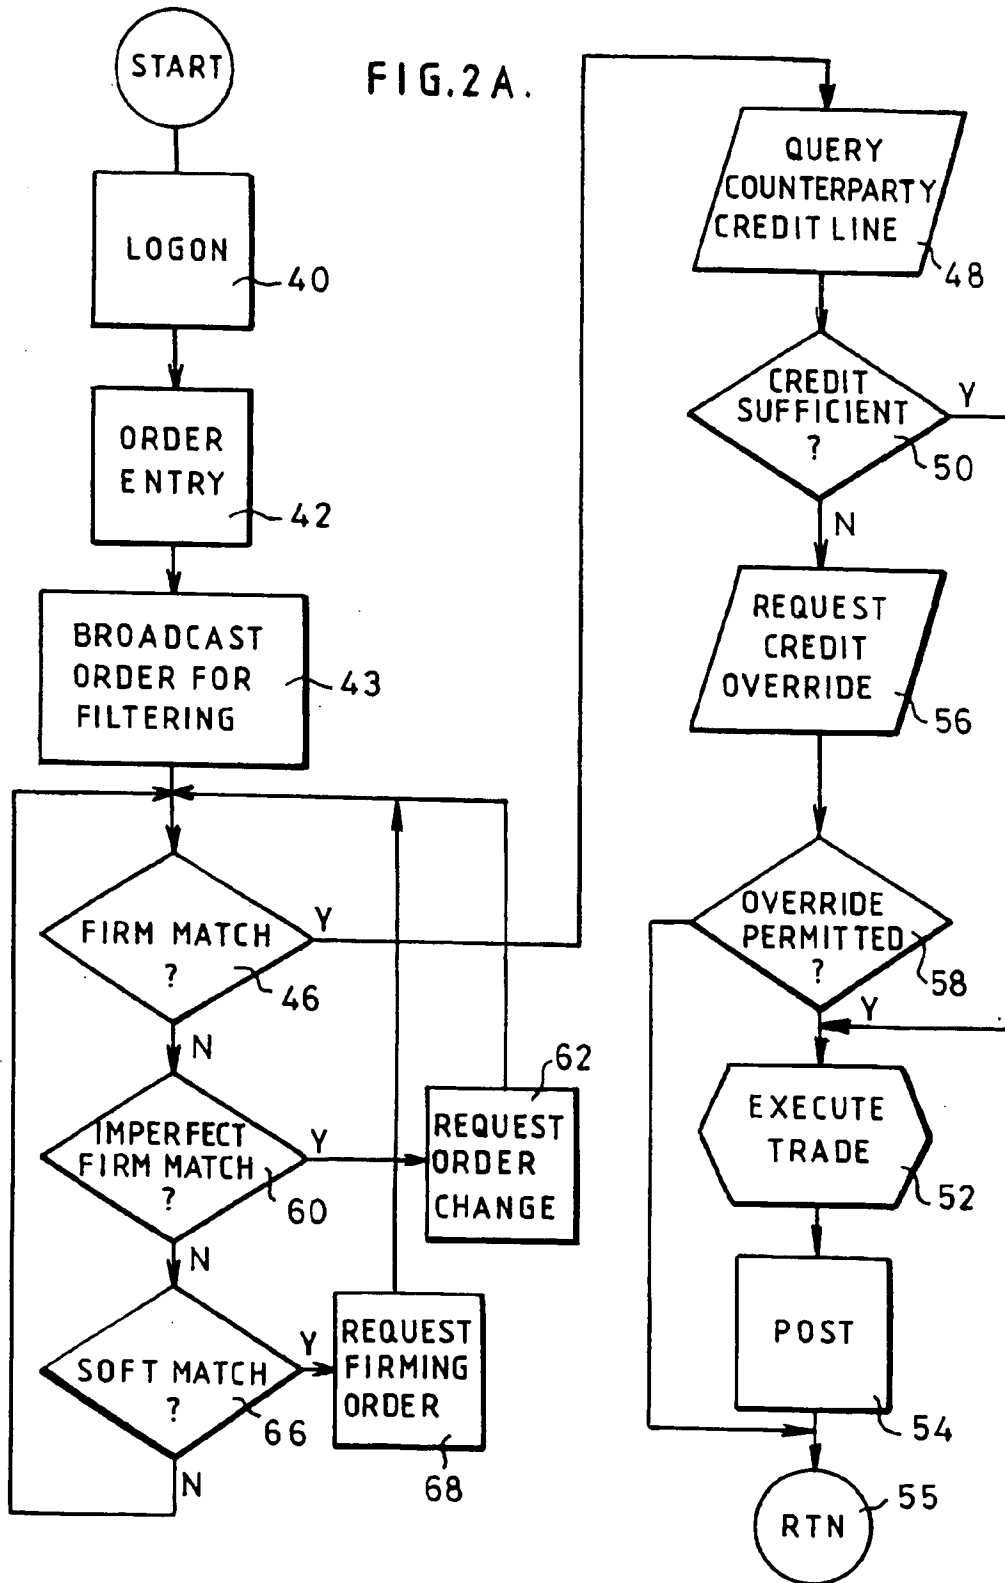 START
FIG.2A.
LOGON
40
ORDER
ENTRY
42
BROADCAST
ORDER FOR
FILTERING
43
FIRM MATCH
?
46
Y
N
IMPERFECT
FIRM MATCH
?
60
Y
N
62
REQUEST
ORDER
CHANGE
SOFT MATCH
?
66
Y
N
REQUEST
FIRMING
ORDER
68
QUERY
COUNTERPARTY
CREDIT LINE
48
CREDIT
SUFFICIENT
?
50
Y
N
REQUEST
CREDIT
OVERRIDE
56
OVERRIDE
PERMITTED
?
58
Y
EXECUTE
TRADE
52
POST
54
RTN
55